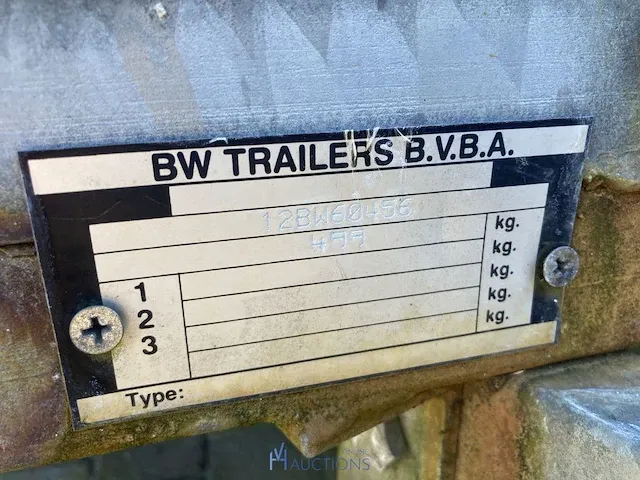 BW TRAILERS B.V.B.A.
12BW60456
499 kg.
kg.
1 kg.
2 kg.
3 kg.
Type:
AUCTIONS